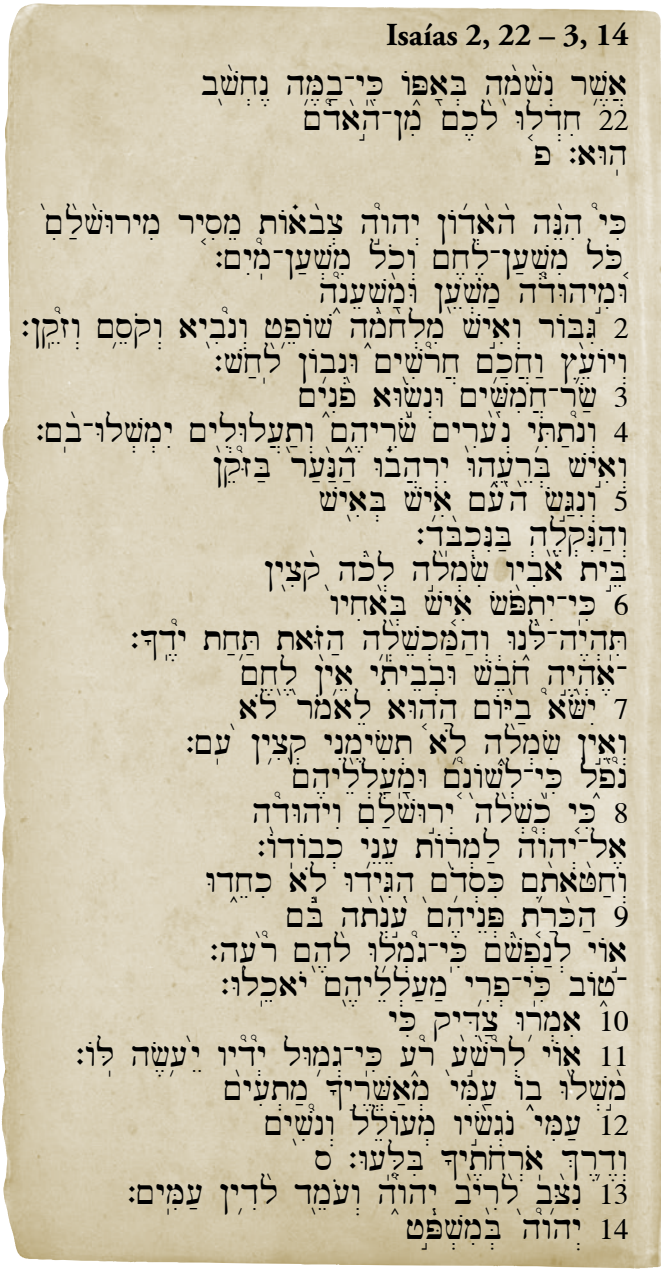 Isaías 2, 22 – 3, 14
אֲשֶׁ֥ר נְשָׁמָ֖ה בְּאַפּ֑וֹ כִּֽי־בַמֶּ֥ה נֶחְשָׁ֖ב
22 חִדְל֤וּ לָכֶם֙ מִן־הָ֣אָדָ֔ם
הֽוּא׃ פ
כִּי֩ הִנֵּ֨ה הָאָד֜וֹן יְהוָ֣ה צְבָא֗וֹת מֵסִ֤יר מִירוּשָׁלִַ֙ם֙
כֹּ֚ל מִשְׁעַן־לֶ֔חֶם וְכֹ֖ל מִשְׁעַן־מָֽיִם׃
וּמִ֣יהוּדָ֔ה מַשְׁעֵ֖ן וּמַשְׁעֵנָ֑ה
2 גִּבּ֖וֹר וְאִ֣ישׁ מִלְחָמָ֑ה שׁוֹפֵ֥ט וְנָבִ֖יא וְקֹסֵ֥ם וְזָקֵֽן׃
וְיוֹעֵ֛ץ וַחֲכַ֥ם חֲרָשִׁ֖ים וּנְב֥וֹן לָֽחַשׁ׃
3 שַׂר־חֲמִשִּׁ֖ים וּנְשׂ֣וּא פָנִ֑ים
4 וְנָתַתִּ֥י נְעָרִ֖ים שָׂרֵיהֶ֑ם וְתַעֲלוּלִ֖ים יִמְשְׁלוּ־בָֽם׃
וְאִ֣ישׁ בְּרֵעֵ֑הוּ יִרְהֲב֗וּ הַנַּ֙עַר֙ בַּזָּקֵ֔ן
5 וְנִגַּ֣שׂ הָעָ֔ם אִ֥ישׁ בְּאִ֖ישׁ
וְהַנִּקְלֶ֖ה בַּנִּכְבָּֽד׃
בֵּ֣ית אָבִ֔יו שִׂמְלָ֣ה לְכָ֔ה קָצִ֖ין
6 כִּֽי־יִתְפֹּ֨שׂ אִ֤ישׁ בְּאָחִיו֙
תִּֽהְיֶה־לָּ֑נוּ וְהַמַּכְשֵׁלָ֥ה הַזֹּ֖את תַּ֥חַת יָדֶֽךָ׃
־אֶהְיֶ֣ה חֹבֵ֔שׁ וּבְבֵיתִ֕י אֵ֥ין לֶ֖חֶם
7 יִשָּׂא֩ בַיּ֨וֹם הַה֤וּא לֵאמֹר֙ לֹא
וְאֵ֣ין שִׂמְלָ֑ה לֹ֥א תְשִׂימֻ֖נִי קְצִ֥ין עָֽם׃
נָפָ֑ל כִּֽי־לְשׁוֹנָ֤ם וּמַֽעַלְלֵיהֶם֙
8 כִּ֤י כָשְׁלָה֙ יְר֣וּשָׁלִַ֔ם וִיהוּדָ֖ה
אֶל־יְהוָ֔ה לַמְר֖וֹת עֵנֵ֥י כְבוֹדֽוֹ׃
וְחַטָּאתָ֛ם כִּסְדֹ֥ם הִגִּ֖ידוּ לֹ֣א כִחֵ֑דוּ
9 הַכָּרַ֤ת פְּנֵיהֶם֙ עָ֣נְתָה בָּ֔ם
א֣וֹי לְנַפְשָׁ֔ם כִּֽי־גָמְל֥וּ לָהֶ֖ם רָעָֽה׃
־ט֑וֹב כִּֽי־פְרִ֥י מַעַלְלֵיהֶ֖ם יֹאכֵֽלוּ׃
10 אִמְר֥וּ צַדִּ֖יק כִּי
11 א֖וֹי לְרָשָׁ֣ע רָ֑ע כִּֽי־גְמ֥וּל יָדָ֖יו יֵעָ֥שֶׂה לּֽוֹ׃
מָ֣שְׁלוּ ב֑וֹ עַמִּי֙ מְאַשְּׁרֶ֣יךָ מַתְעִ֔ים
12 עַמִּי֙ נֹגְשָׂ֣יו מְעוֹלֵ֔ל וְנָשִׁ֖ים
וְדֶ֥רֶךְ אֹֽרְחֹתֶ֖יךָ בִּלֵּֽעוּ׃ ס
13 נִצָּ֥ב לָרִ֖יב יְהוָ֑ה וְעֹמֵ֖ד לָדִ֥ין עַמִּֽים׃
14 יְהוָה֙ בְּמִשְׁפָּ֣ט